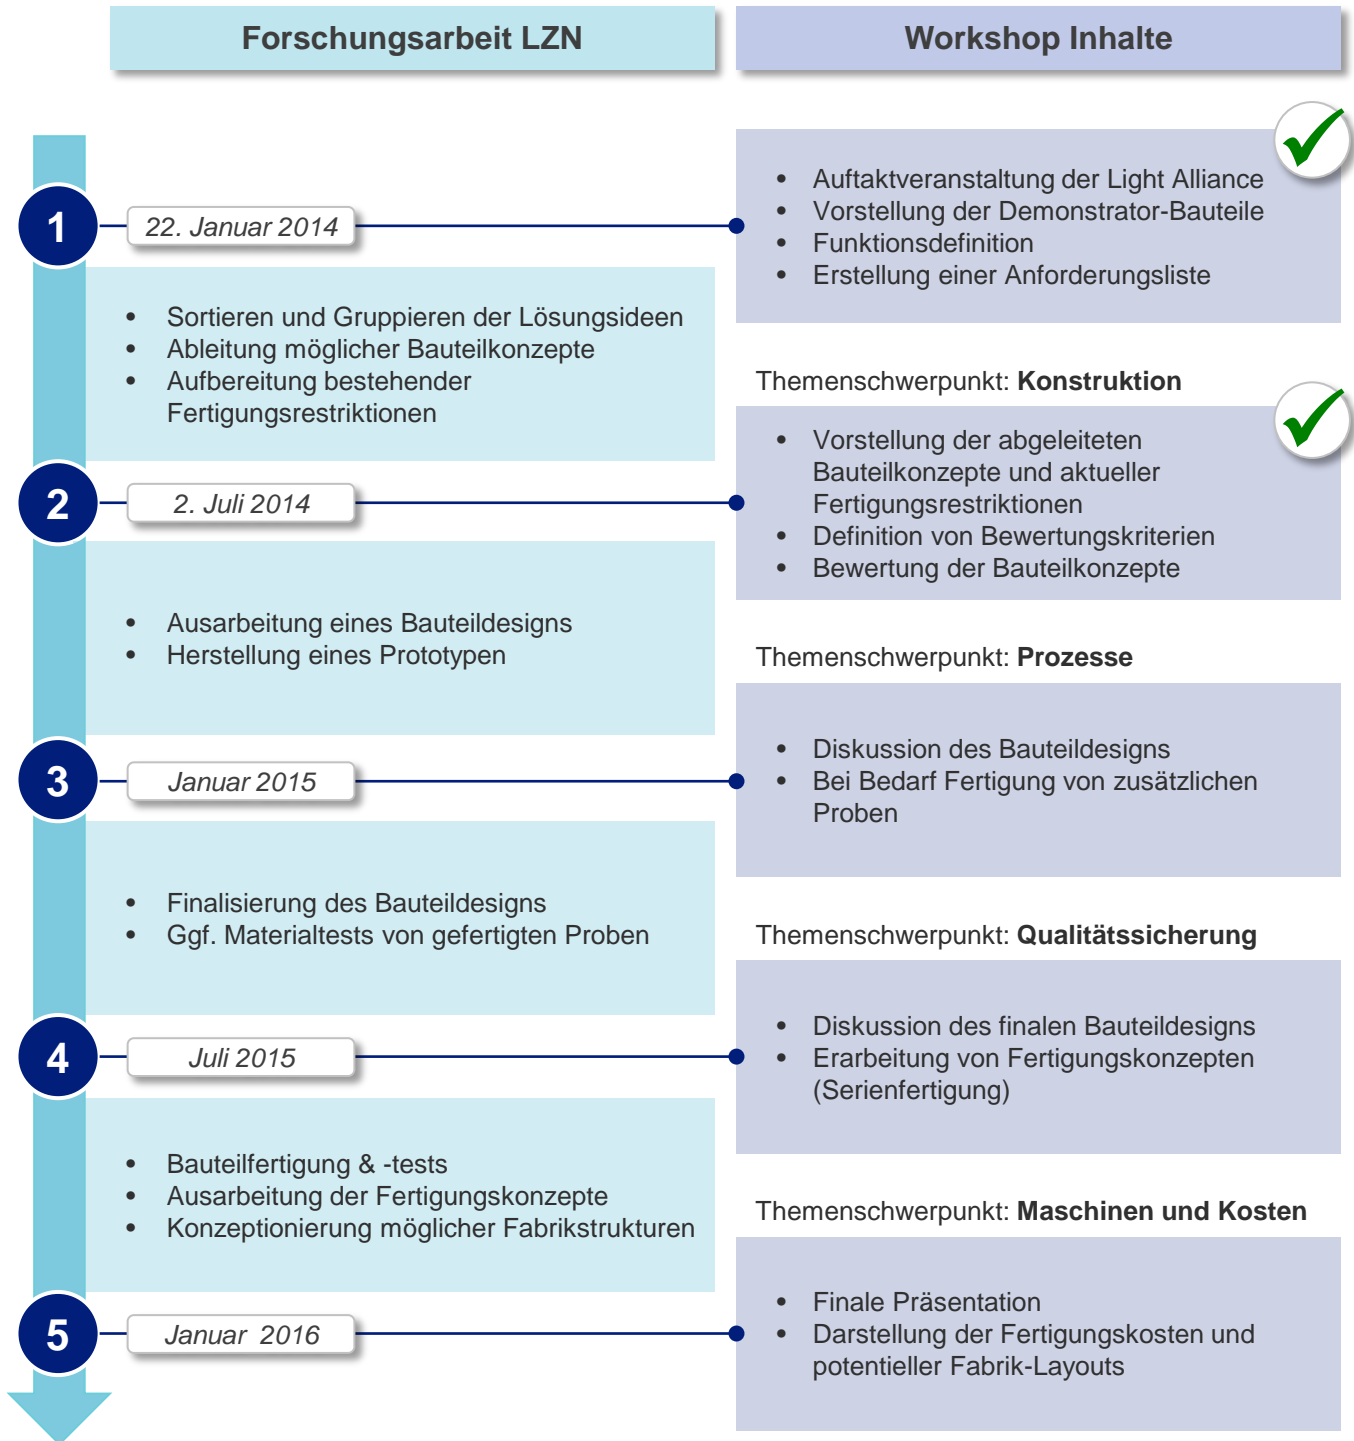 Forschungsarbeit LZN
Workshop Inhalte
1
22. Januar 2014
• Auftaktveranstaltung der Light Alliance
• Vorstellung der Demonstrator-Bauteile
• Funktionsdefinition
• Erstellung einer Anforderungsliste
• Sortieren und Gruppieren der Lösungsideen
• Ableitung möglicher Bauteilkonzepte
• Aufbereitung bestehender
Fertigungsrestriktionen
Themenschwerpunkt: Konstruktion
2
2. Juli 2014
• Vorstellung der abgeleiteten
Bauteilkonzepte und aktueller
Fertigungsrestriktionen
• Definition von Bewertungskriterien
• Bewertung der Bauteilkonzepte
• Ausarbeitung eines Bauteildesigns
• Herstellung eines Prototypen
Themenschwerpunkt: Prozesse
3
Januar 2015
• Diskussion des Bauteildesigns
• Bei Bedarf Fertigung von zusätzlichen
Proben
• Finalisierung des Bauteildesigns
• Ggf. Materialtests von gefertigten Proben
Themenschwerpunkt: Qualitätssicherung
4
Juli 2015
• Diskussion des finalen Bauteildesigns
• Erarbeitung von Fertigungskonzepten
(Serienfertigung)
• Bauteilfertigung & -tests
• Ausarbeitung der Fertigungskonzepte
• Konzeptionierung möglicher Fabrikstrukturen
Themenschwerpunkt: Maschinen und Kosten
5
Januar 2016
• Finale Präsentation
• Darstellung der Fertigungskosten und
potentieller Fabrik-Layouts